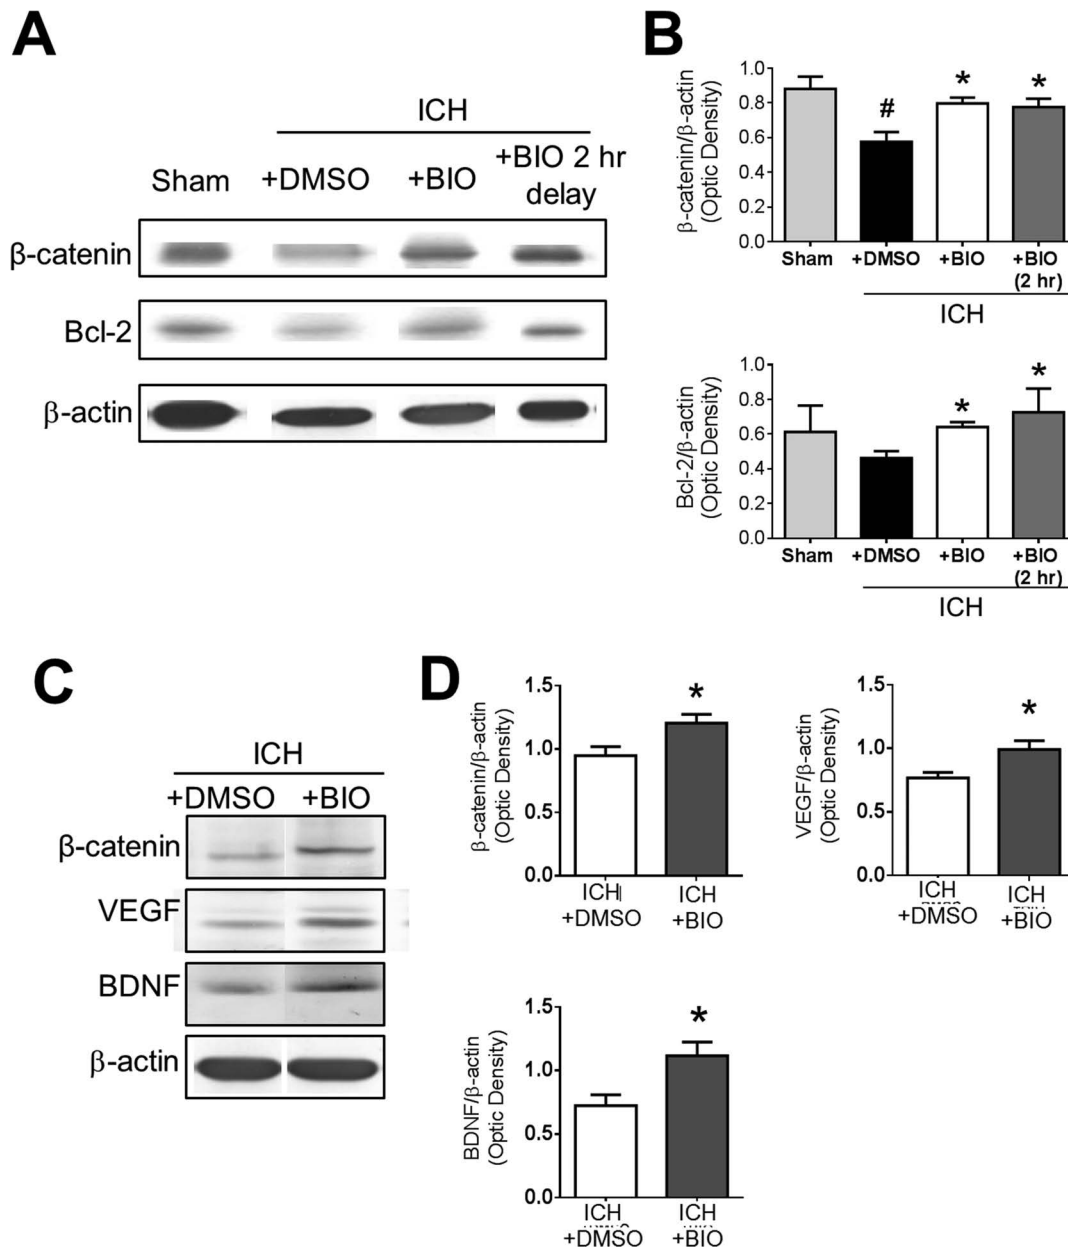 A
ICH
Sham
+DMSO
+BIO
+BIO 2 hr
delay
β-catenin
Bcl-2
β-actin
B
β-catenin/β-actin
(Optic Density)
1.0
0.8
0.6
0.4
0.2
0.0
#
*
*
Sham
+DMSO
+BIO
+BIO
(2 hr)
ICH
Bcl-2/β-actin
(Optic Density)
1.0
0.8
0.6
0.4
0.2
0.0
*
*
Sham
+DMSO
+BIO
+BIO
(2 hr)
ICH
C
ICH
+DMSO
+BIO
β-catenin
VEGF
BDNF
β-actin
D
β-catenin/β-actin
(Optic Density)
1.5
1.0
0.5
0.0
*
ICH
+DMSO
ICH
+BIO
VEGF/β-actin
(Optic Density)
1.5
1.0
0.5
0.0
*
ICH
+DMSO
ICH
+BIO
BDNF/β-actin
(Optic Density)
1.5
1.0
0.5
0.0
*
ICH
+DMSO
ICH
+BIO